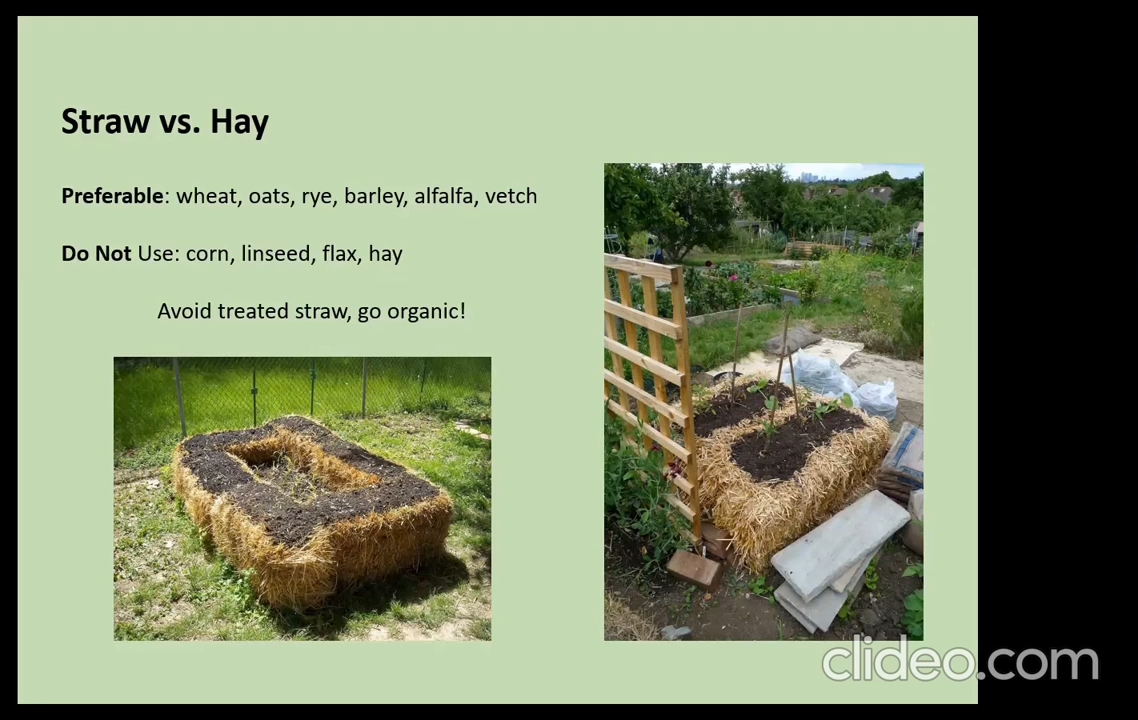 Straw vs. Hay
Preferable: wheat, oats, rye, barley, alfalfa, vetch
Do Not Use: corn, linseed, flax, hay
Avoid treated straw, go organic!
clideo.com